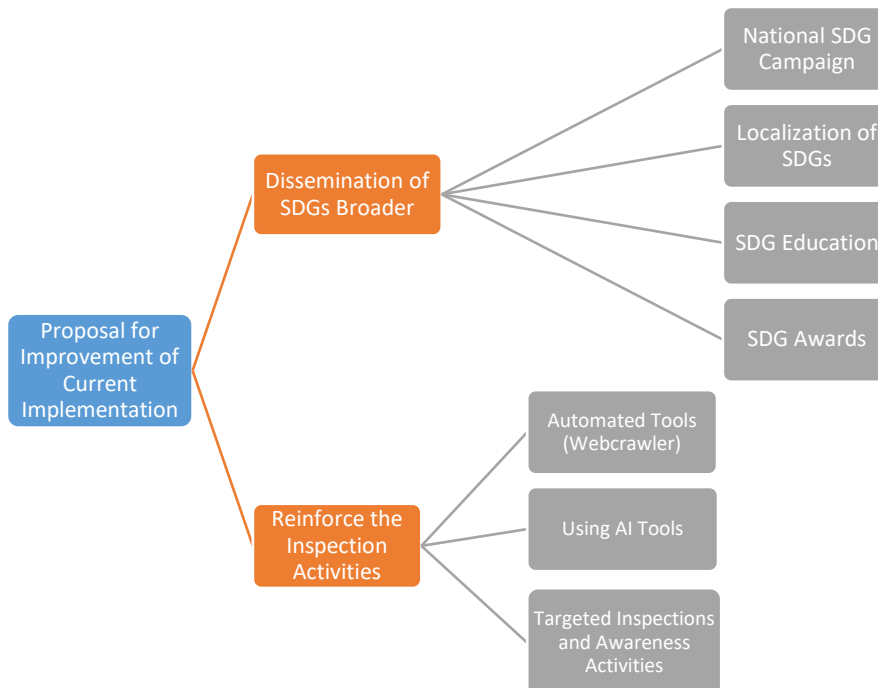 National SDG
Campaign
Localization of
SDGs
Dissemination of
SDGs Broader
SDG Education
SDG Awards
Proposal for
Improvement of
Current
Implementation
Automated Tools
(Webcrawler)
Using AI Tools
Reinforce the
Inspection
Activities
Targeted Inspections
and Awareness
Activities